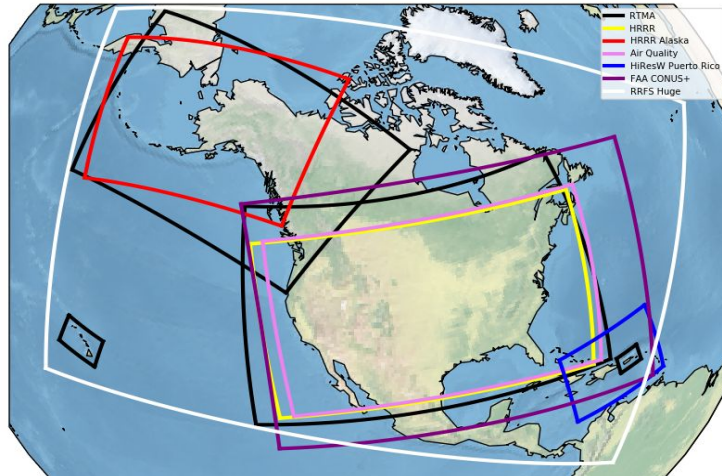 RTMA
HRRR
HRRR Alaska
Air Quality
HiResW Puerto Rico
FAA CONUS+
RRFS Huge